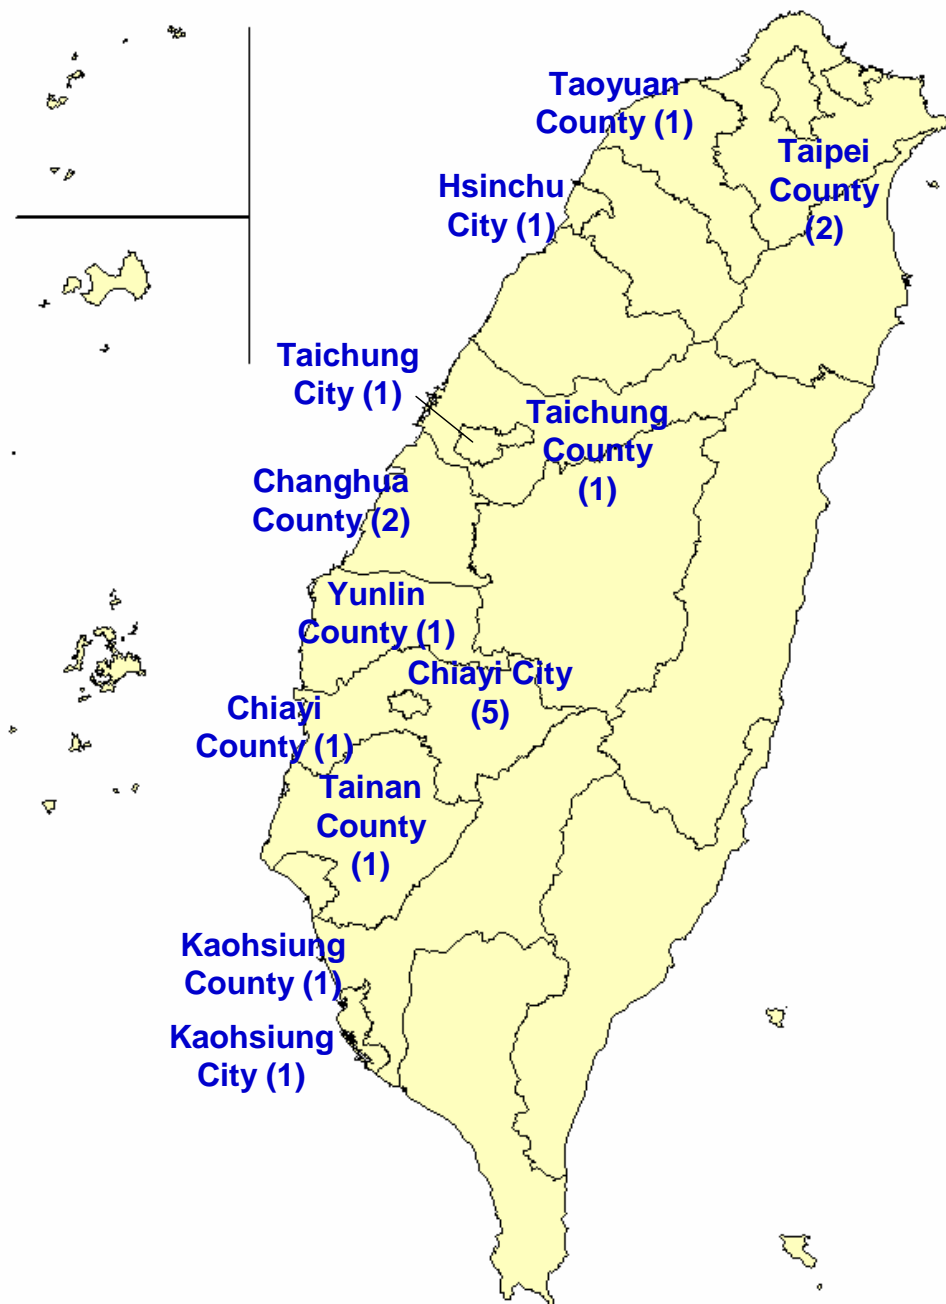 Taoyuan
County (1)
Taipei
County
(2)
Hsinchu
City (1)
Taichung
City (1)
Taichung
County
(1)
Changhua
County (2)
Yunlin
County (1)
Chiayi City
(5)
Chiayi
County (1)
Tainan
County
(1)
Kaohsiung
County (1)
Kaohsiung
City (1)